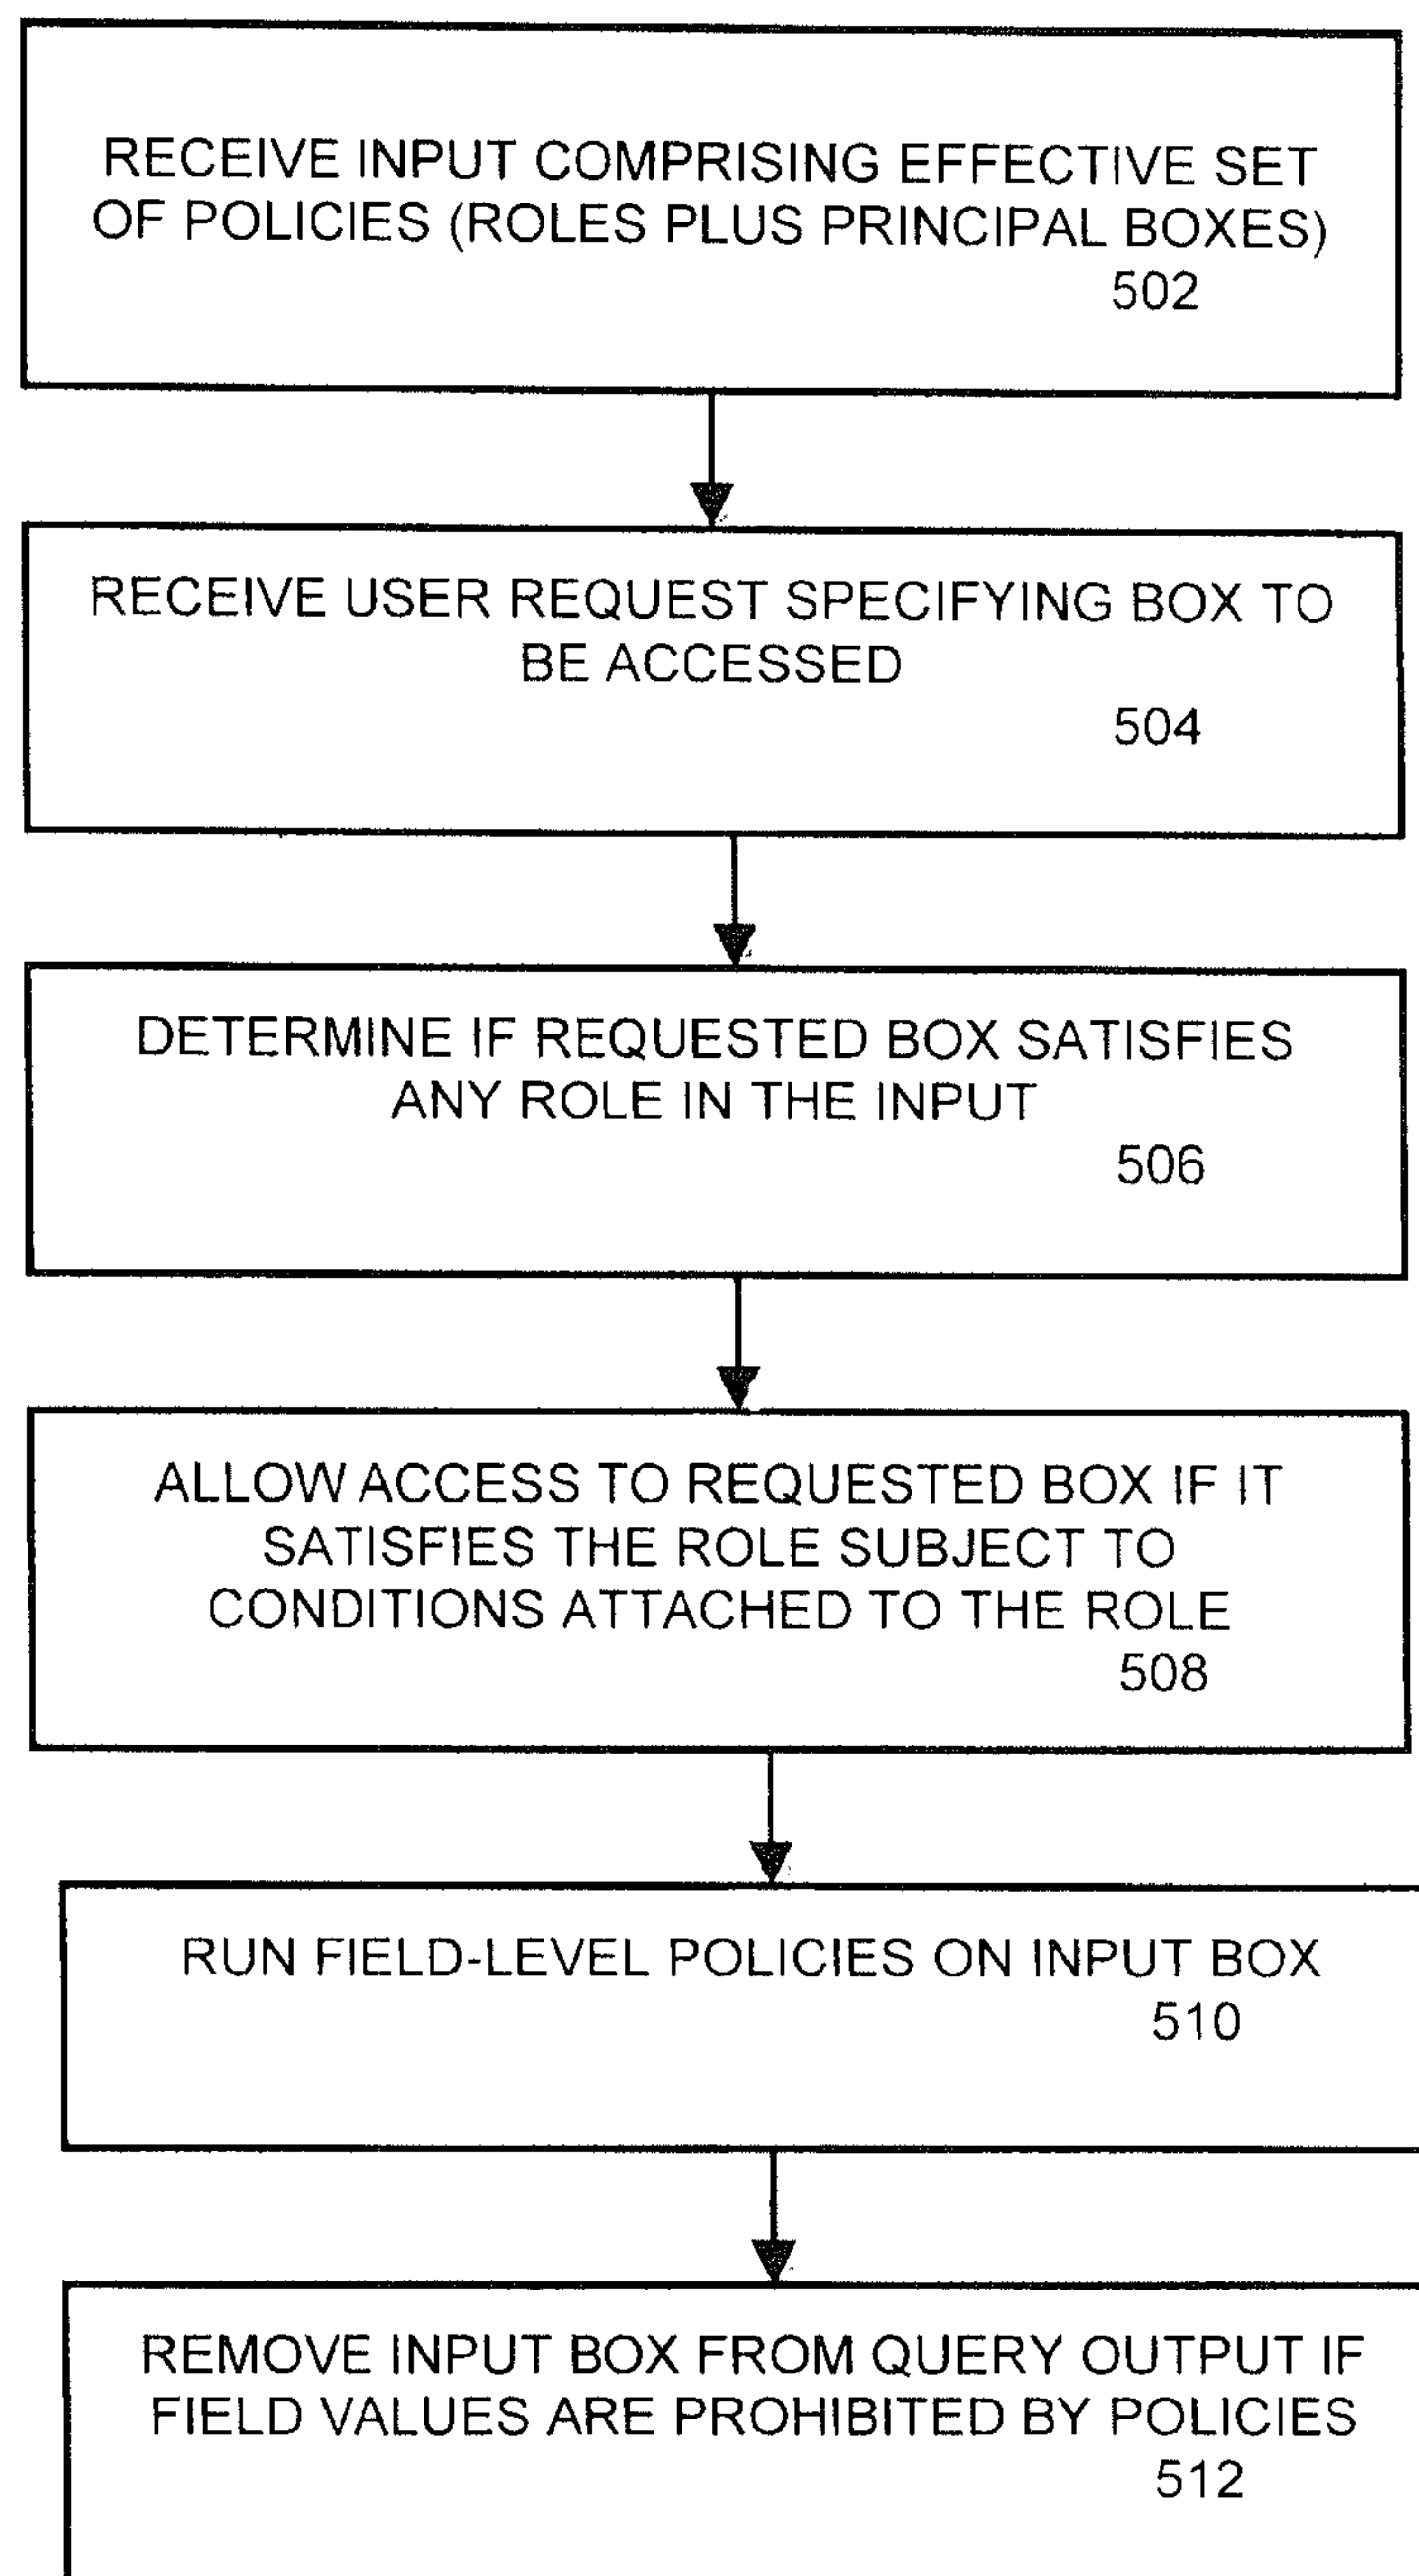 RECEIVE INPUT COMPRISING EFFECTIVE SET
OF POLICIES (ROLES PLUS PRINCIPAL BOXES)
502
RECEIVE USER REQUEST SPECIFYING BOX TO
BE ACCESSED
504
DETERMINE IF REQUESTED BOX SATISFIES
ANY ROLE IN THE INPUT
506
ALLOW ACCESS TO REQUESTED BOX IF IT
SATISFIES THE ROLE SUBJECT TO
CONDITIONS ATTACHED TO THE ROLE
508
RUN FIELD-LEVEL POLICIES ON INPUT BOX
510
REMOVE INPUT BOX FROM QUERY OUTPUT IF
FIELD VALUES ARE PROHIBITED BY POLICIES
512